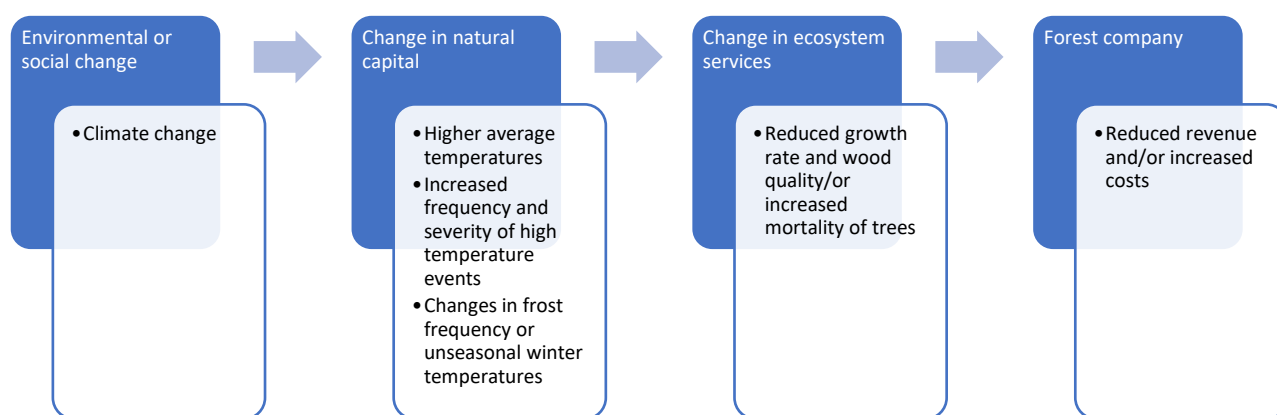 Environmental or
social change
•Climate change
Change in natural
capital
•Higher average
temperatures
•Increased
frequency and
severity of high
temperature
events
•Changes in frost
frequency or
unseasonal winter
temperatures
Change in ecosystem
services
•Reduced growth
rate and wood
quality/or
increased
mortality of trees
Forest company
•Reduced revenue
and/or increased
costs